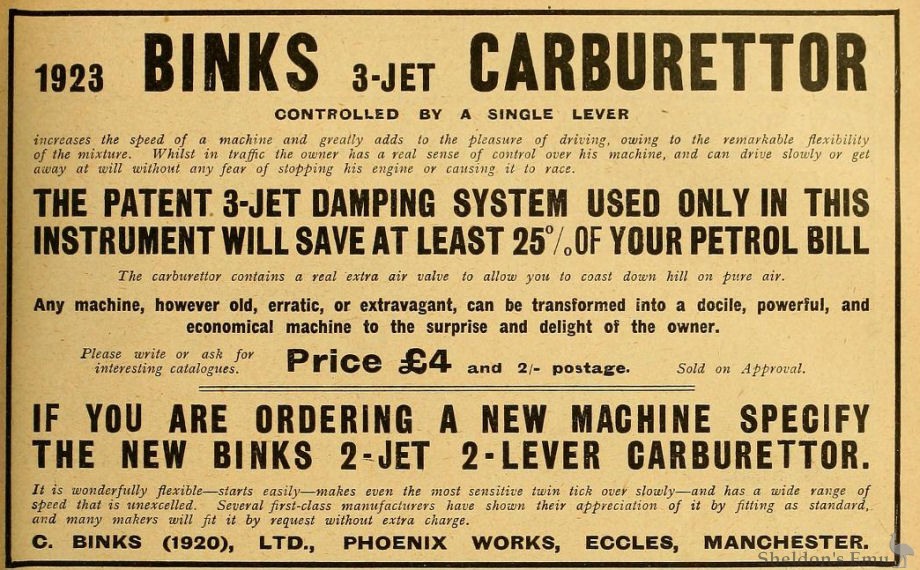 1923 BINKS 3-JET CARBURETTOR
CONTROLLED BY A SINGLE LEVER
increases the speed of a machine and greatly adds to the pleasure of driving, owing to the remarkable flexibility
of the mixture. Whilst in traffic the owner has a real sense of control over his machine, and can drive slowly or get
away at will without any fear of stopping his engine or causing it to race.
THE PATENT 3-JET DAMPING SYSTEM USED ONLY IN THIS
INSTRUMENT WILL SAVE AT LEAST 25% OF YOUR PETROL BILL
The carburettor contains a real extra air valve to allow you to coast down hill on pure air.
Any machine, however old, erratic, or extravagant, can be transformed into a docile, powerful, and
economical machine to the surprise and delight of the owner.
Please write or ask for
interesting catalogues.
Price £4 and 2/- postage.
Sold on Approval.
IF YOU ARE ORDERING A NEW MACHINE SPECIFY
THE NEW BINKS 2-JET 2-LEVER CARBURETTOR.
It is wonderfully flexible—starts easily—makes even the most sensitive twin tick over slowly—and has a wide range of
speed that is unexcelled. Several first-class manufacturers have shown their appreciation of it by fitting as standard,
and many makers will fit it by request without extra charge.
C. BINKS (1920), LTD., PHOENIX WORKS, ECCLES, MANCHESTER.
Sheldon's Emu